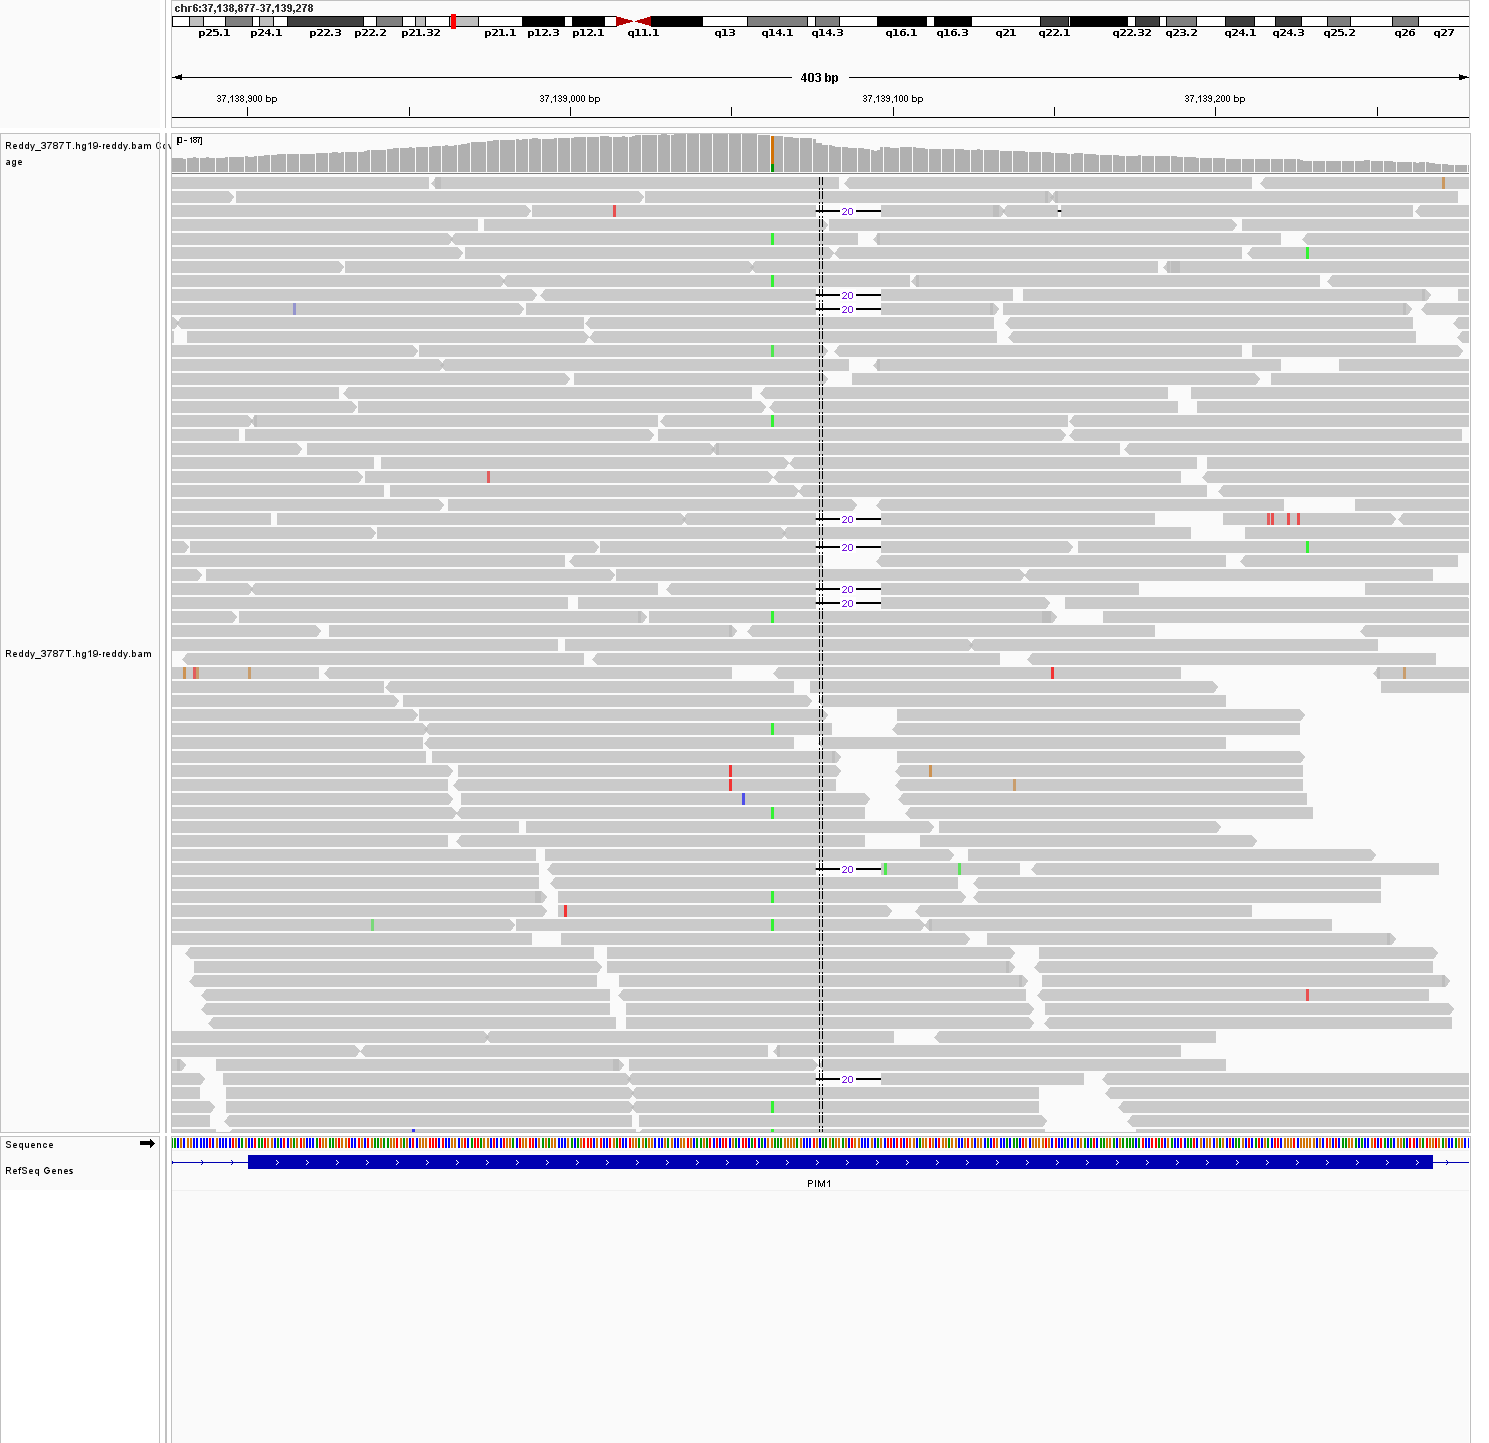 chr6:37,138,877-37,139,278
p25.1 p24.1 p22.3 p22.2 p21.32 p21.1 p12.3 p12.1 q11.1 q13 q14.1 q14.3 q16.1 q16.3 q21 q22.1 q22.32 q23.2 q24.1 q24.3 q25.2 q26 q27
403 bp
37,138,900 bp 37,139,000 bp 37,139,100 bp 37,139,200 bp
[0 - 187]
Reddy_3787T.hg19-reddy.bam Cov
age
20
20
20
20
20
20
20
Reddy_3787T.hg19-reddy.bam
20
20
Sequence
RefSeq Genes
PIM1